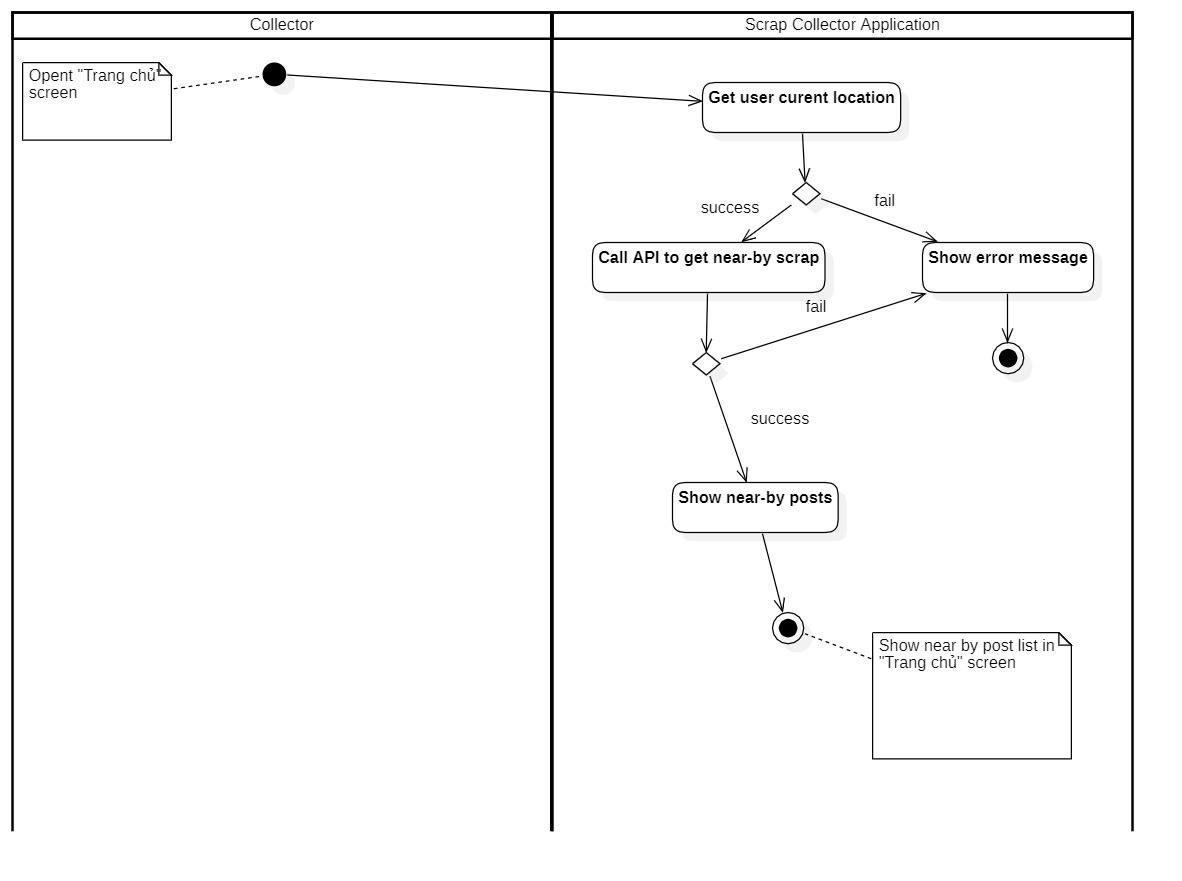 Collector
Scrap Collector Application
Opent "Trang chủ"
screen
Get user curent location
success
fail
Call API to get near-by scrap
Show error message
fail
success
Show near-by posts
Show near by post list in
"Trang chủ" screen